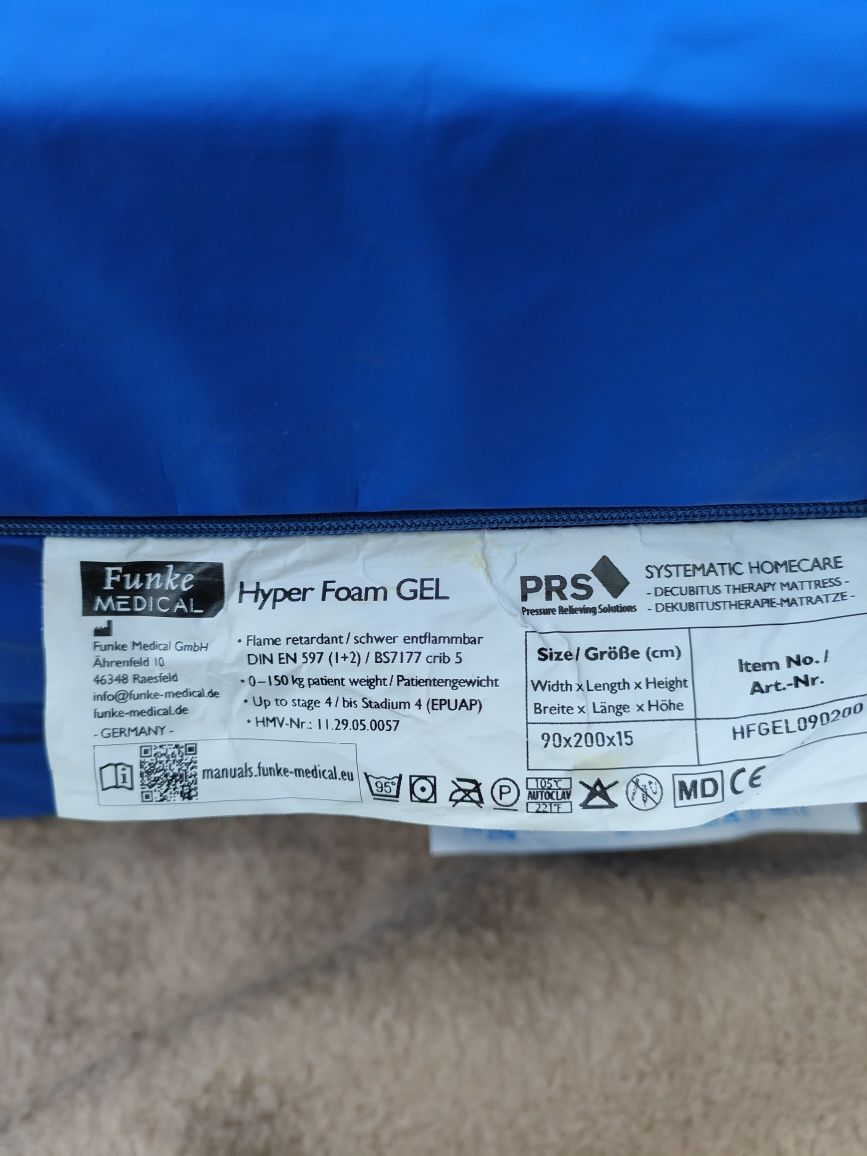 Funke
MEDICAL
Hyper Foam GEL
Funke Medical GmbH
Ährenfeld 10
46348 Raesfeld
info@funke-medical.de
funke-medical.de
- GERMANY -
• Flame retardant / schwer entflammbar
DIN EN 597 (1+2) / BS7177 crib 5
• 0–150 kg patient weight / Patientengewicht
• Up to stage 4 / bis Stadium 4 (EPUAP)
• HMV-Nr.: 11.29.05.0057
manuals.funke-medical.eu
PRS
Pressure Relieving Solutions
SYSTEMATIC HOMECARE
- DECUBITUS THERAPY MATTRESS -
- DEKUBITUSTHERAPIE-MATRATZE -
Size/ Größe (cm)
Width x Length x Height
Breite x Länge x Höhe
90x200x15
Item No. /
Art.-Nr.
HFGEL090200
95°
P
105°C
AUTOCLAV
221°F
MD CE